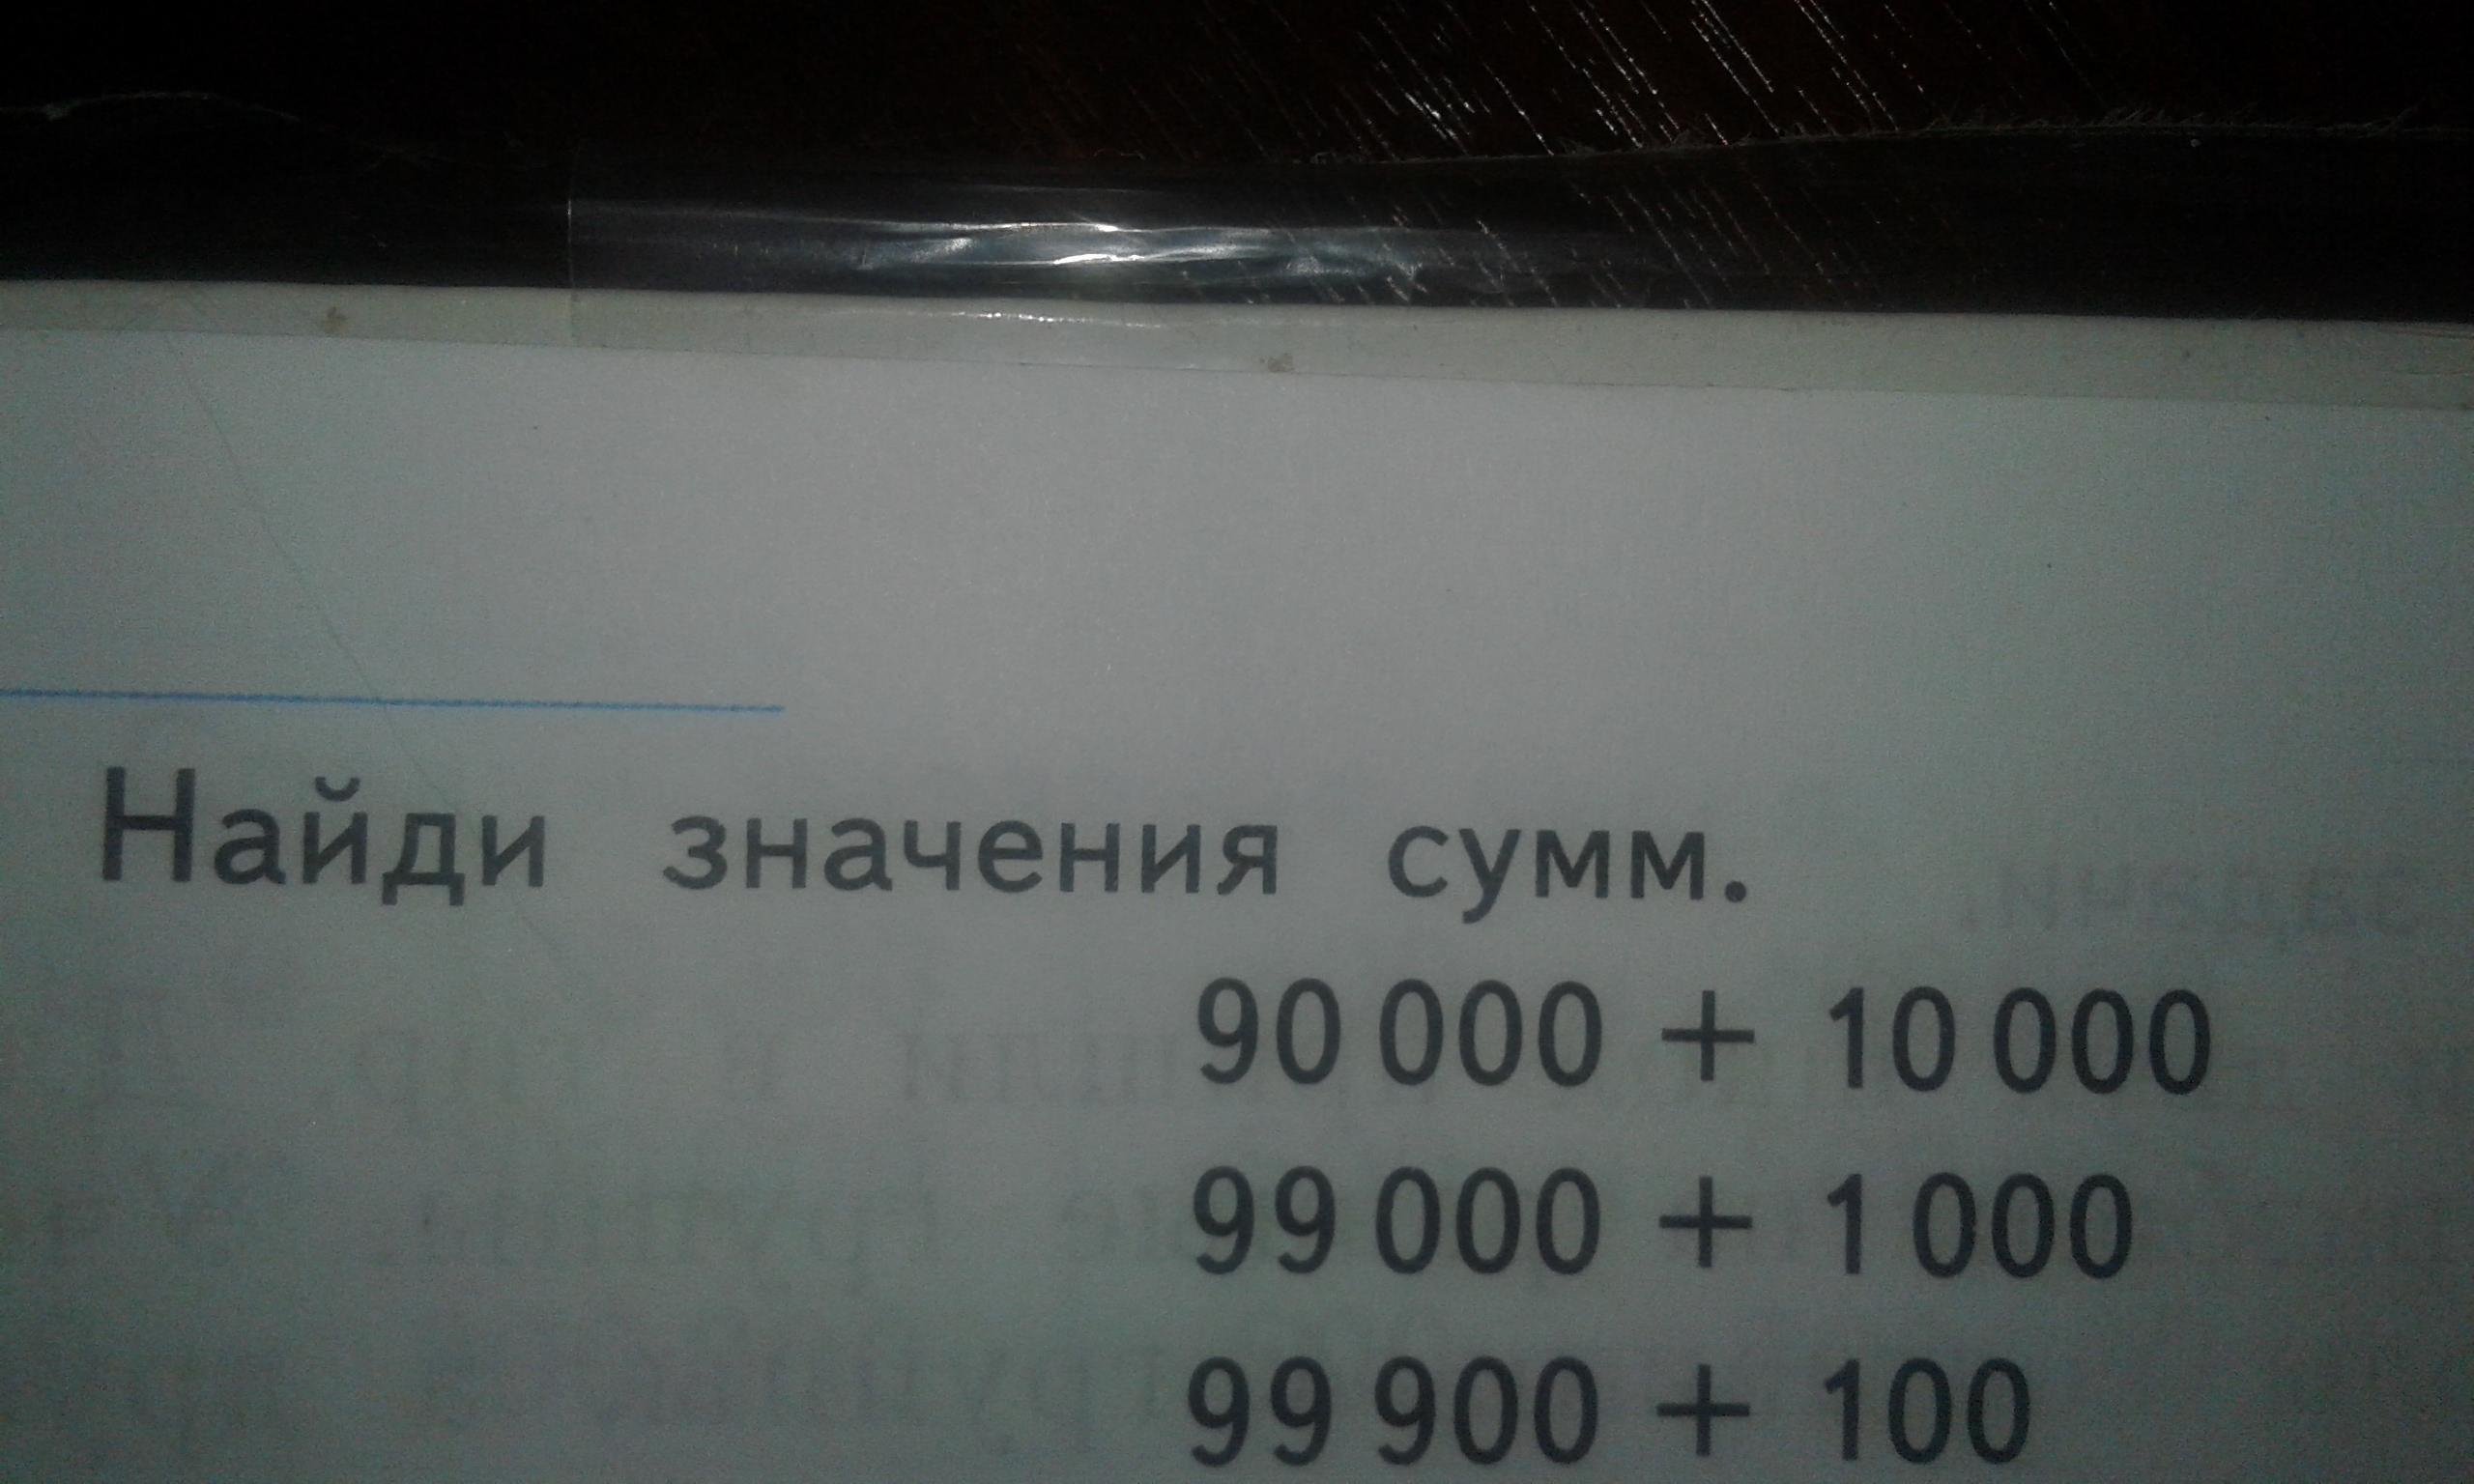 Найди значения сумм.
90 000 + 10 000
99 000 + 1 000
99 900 + 100